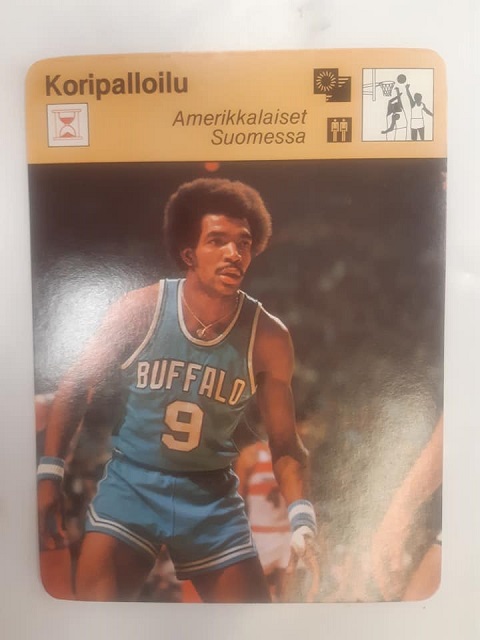 Koripalloilu
Amerikkalaiset
Suomessa
BUFFALO
9